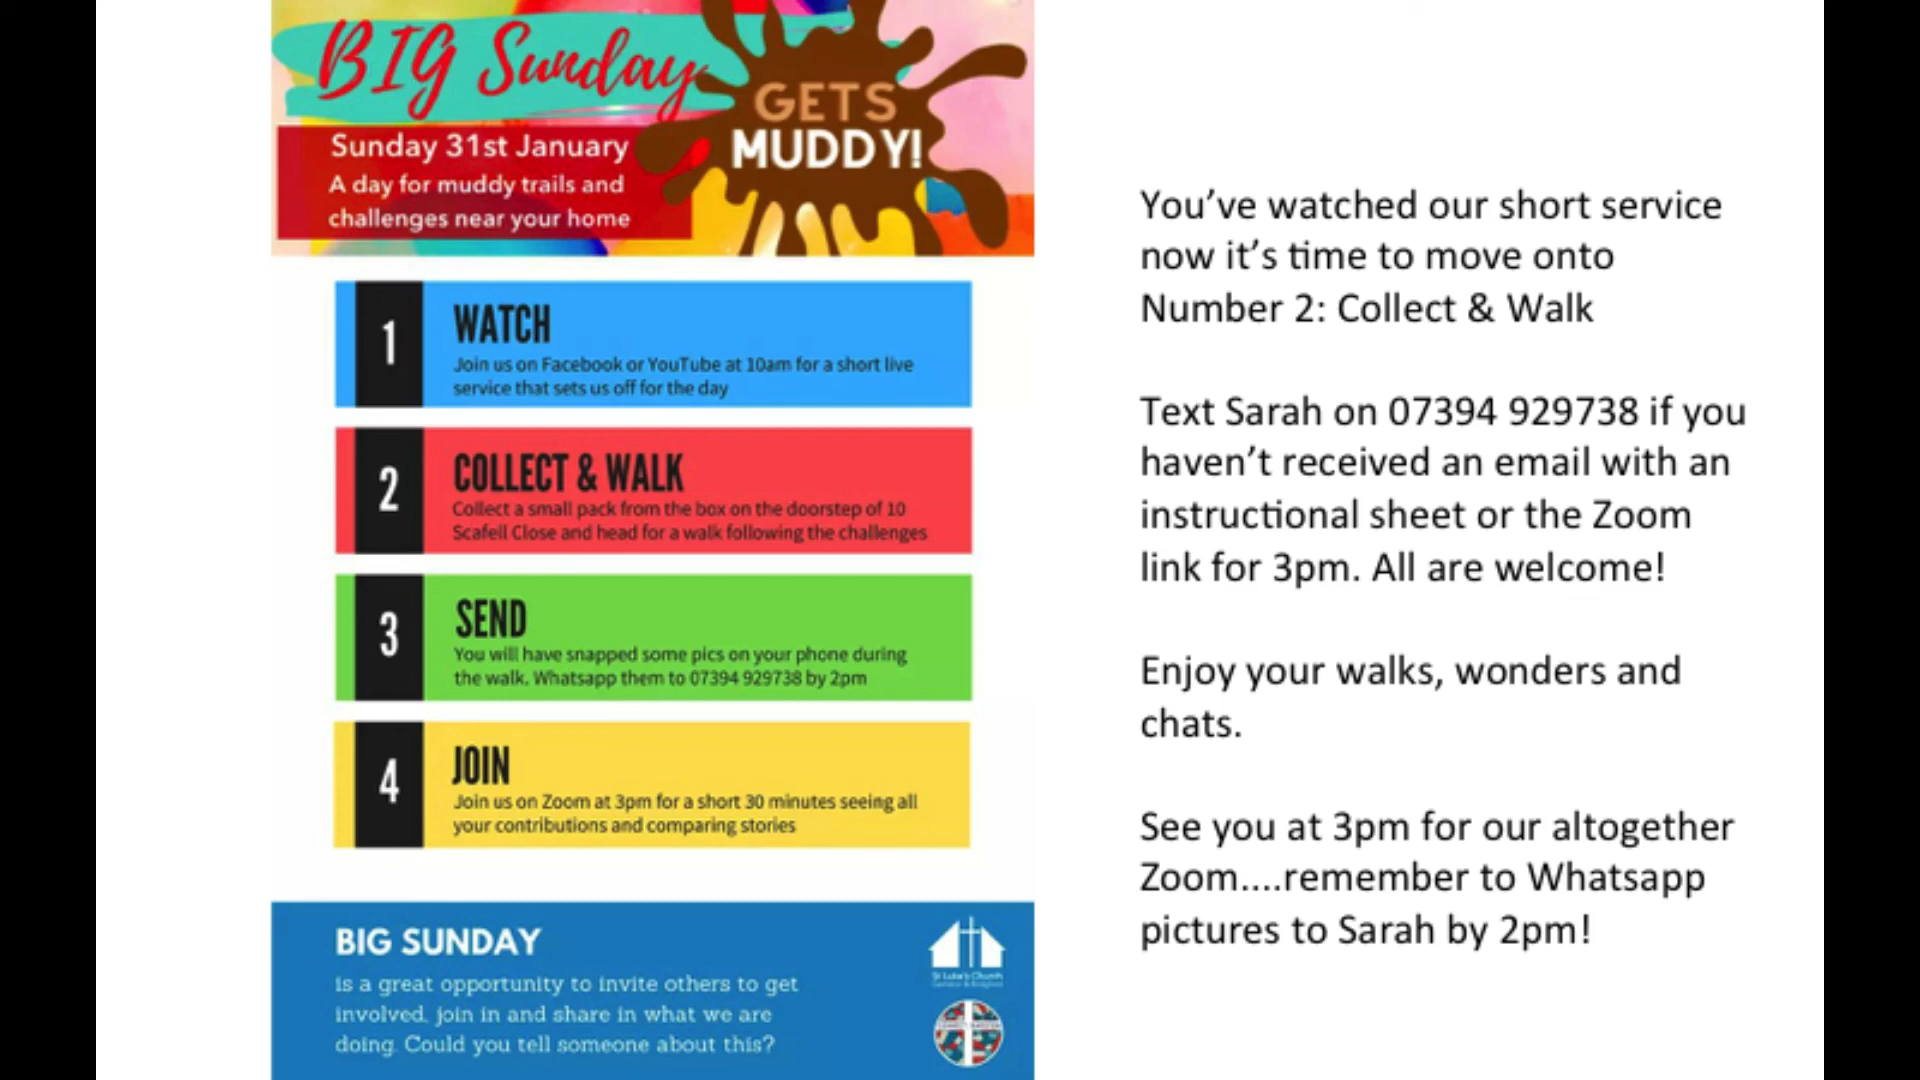 BIG Sunday
GETS
MUDDY!
Sunday 31st January
A day for muddy trails and
challenges near your home
1
WATCH
Join us on Facebook or YouTube at 10am for a short live
service that sets us off for the day
2
COLLECT & WALK
Collect a small pack from the box on the doorstep of 10
Scafell Close and head for a walk following the challenges
3
SEND
You will have snapped some pics on your phone during
the walk. Whatsapp them to 07394 929738 by 2pm
4
JOIN
Join us on Zoom at 3pm for a short 30 minutes seeing all
your contributions and comparing stories
BIG SUNDAY
is a great opportunity to invite others to get
involved, join in and share in what we are
doing. Could you tell someone about this?
St Luke's Church
You've watched our short service
now it's time to move onto
Number 2: Collect & Walk
Text Sarah on 07394 929738 if you
haven't received an email with an
instructional sheet or the Zoom
link for 3pm. All are welcome!
Enjoy your walks, wonders and
chats.
See you at 3pm for our altogether
Zoom....remember to Whatsapp
pictures to Sarah by 2pm!